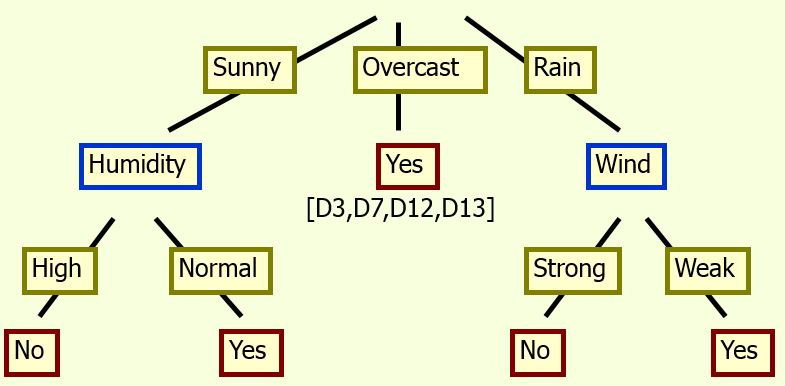 Sunny
Overcast
Rain
Humidity
Yes
Wind
[D3,D7,D12,D13]
High
Normal
Strong
Weak
No
Yes
No
Yes